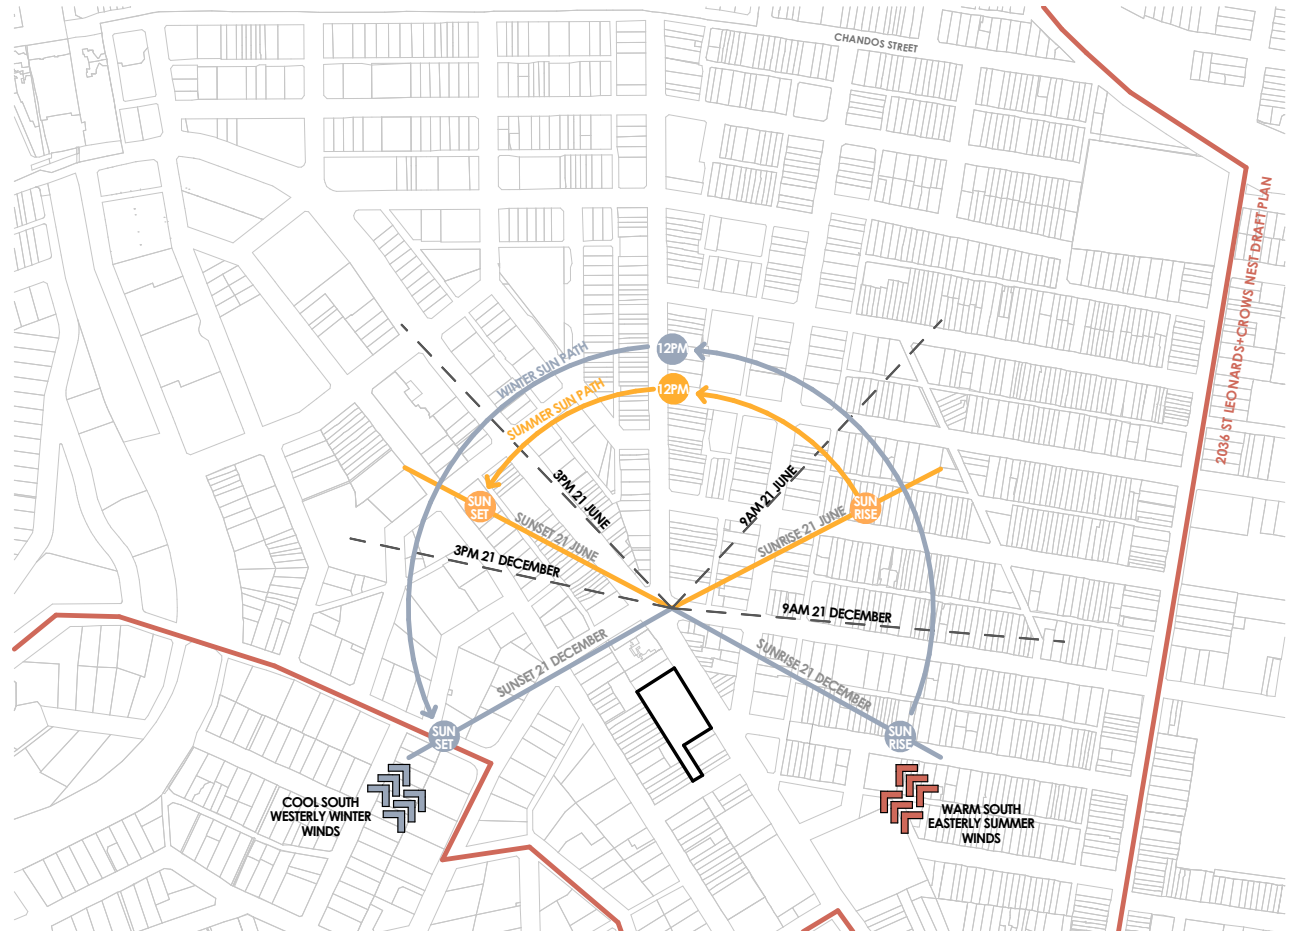 CHANDOS STREET
2036 ST LEONARDS+CROWS NEST DRAFT PLAN
WINTER SUN PATH
12PM
SUMMER SUN PATH
12PM
3PM 21 JUNE
9AM 21 JUNE
SUN
SET
SUN
RISE
SUNSET 21 JUNE
SUNRISE 21 JUNE
3PM 21 DECEMBER
9AM 21 DECEMBER
SUNSET 21 DECEMBER
SUNRISE 21 DECEMBER
SUN
SET
SUN
RISE
COOL SOUTH
WESTERLY WINTER
WINDS
WARM SOUTH
EASTERLY SUMMER
WINDS